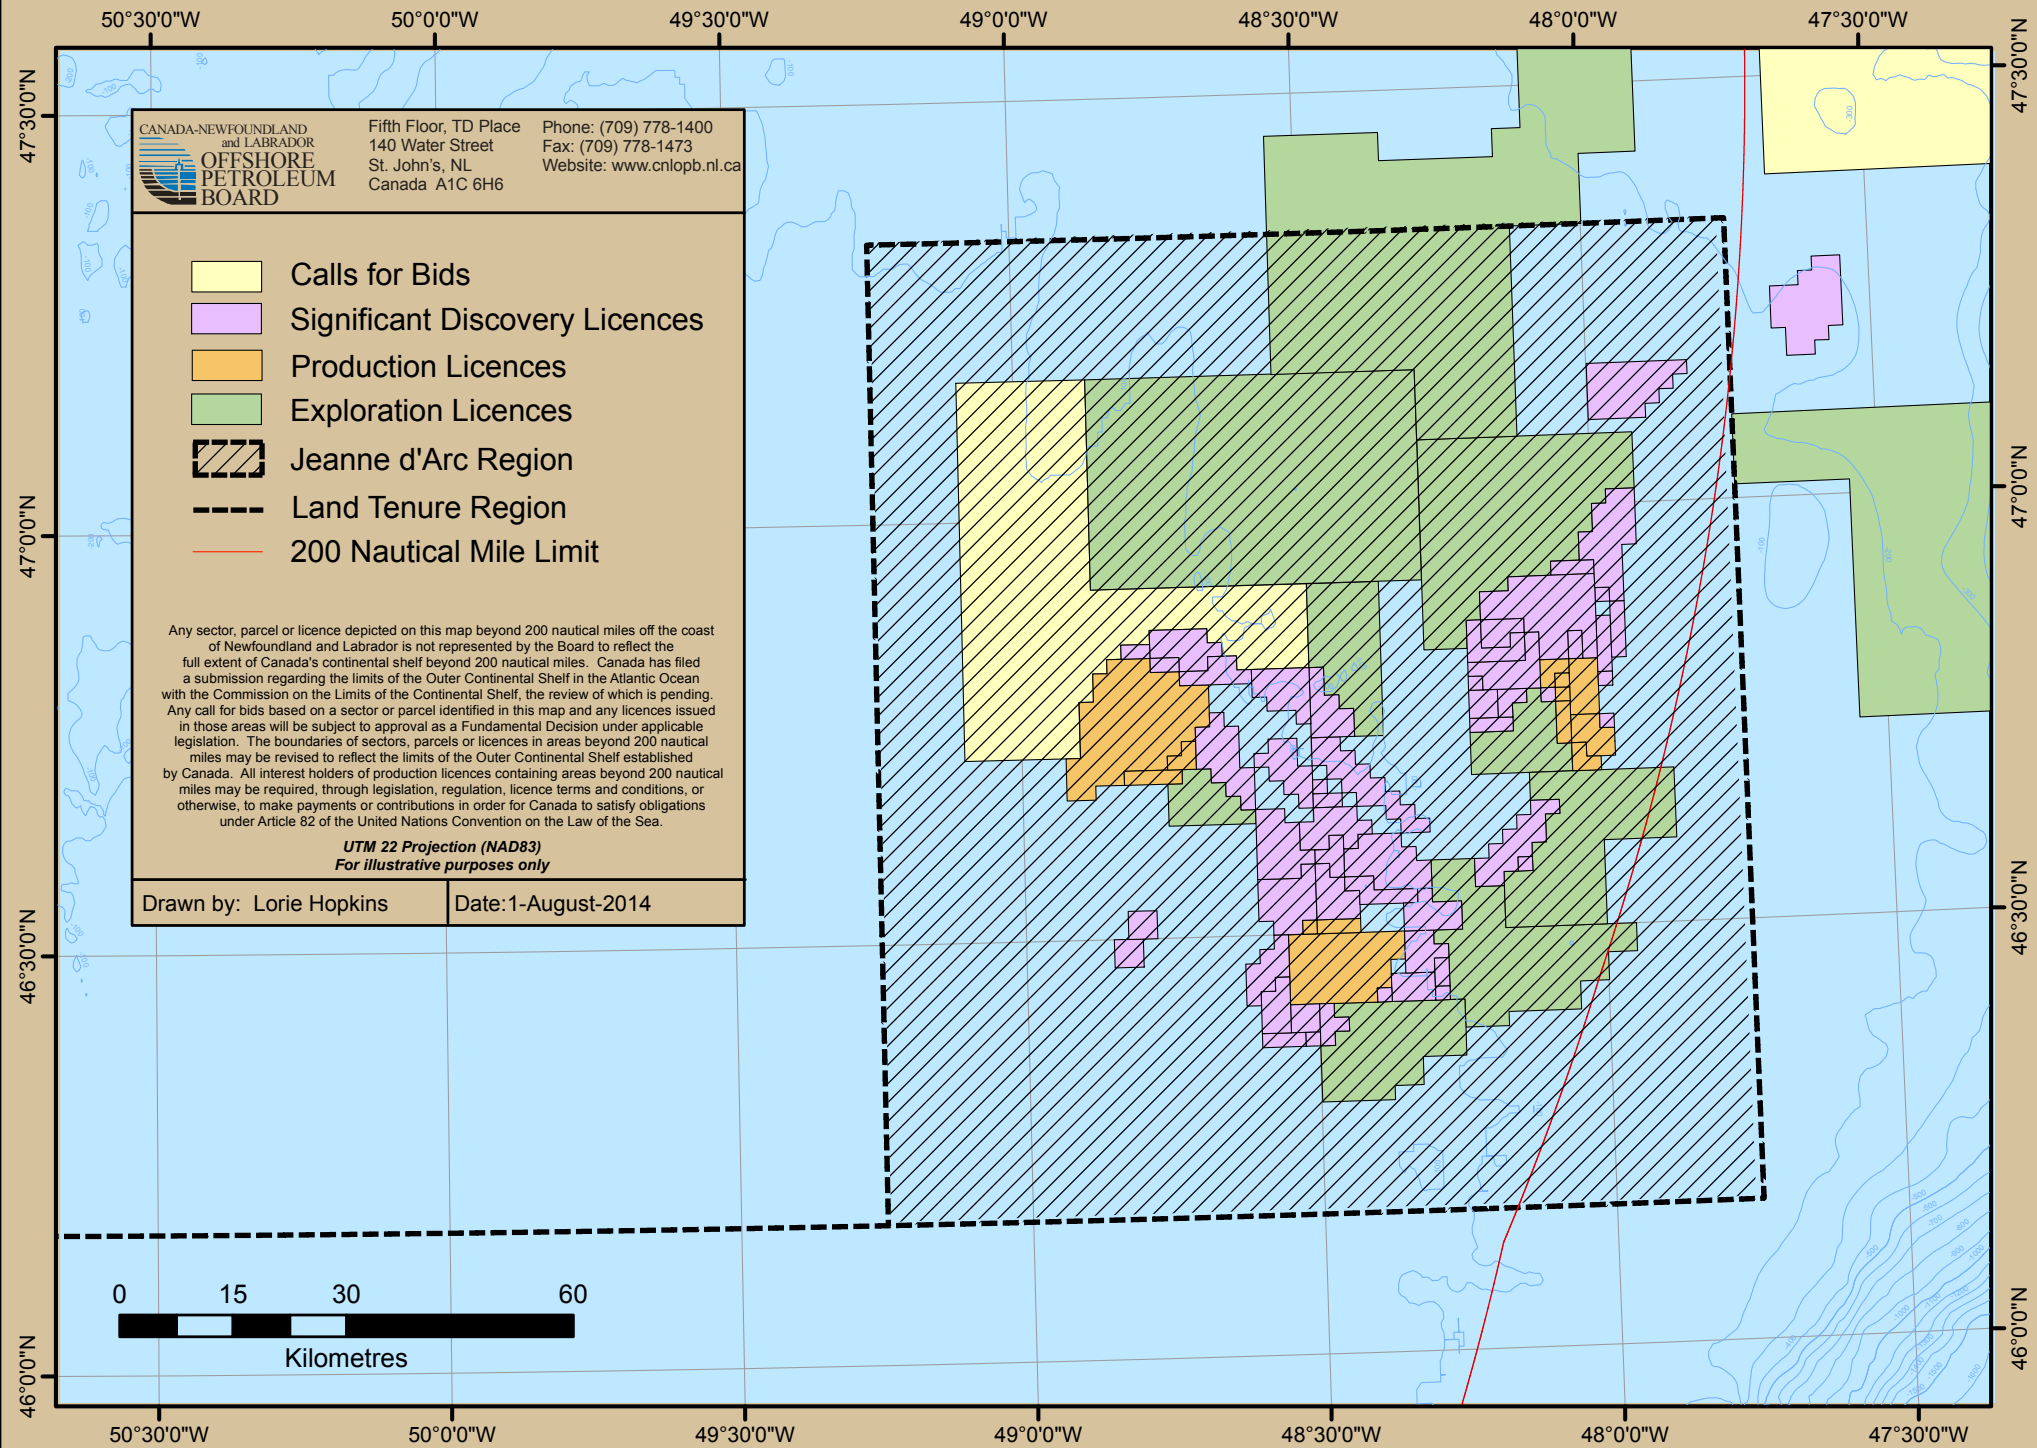 50°30'0"W
50°0'0"W
49°30'0"W
49°0'0"W
48°30'0"W
48°0'0"W
47°30'0"W
47°30'0"N
47°0'0"N
46°30'0"N
46°0'0"N
CANADA-NEWFOUNDLAND
and LABRADOR
OFFSHORE
PETROLEUM
BOARD
Fifth Floor, TD Place
140 Water Street
St. John's, NL
Canada A1C 6H6
Phone: (709) 778-1400
Fax: (709) 778-1473
Website: www.cnlopb.nl.ca
Calls for Bids
Significant Discovery Licences
Production Licences
Exploration Licences
Jeanne d'Arc Region
Land Tenure Region
200 Nautical Mile Limit
Any sector, parcel or licence depicted on this map beyond 200 nautical miles off the coast
of Newfoundland and Labrador is not represented by the Board to reflect the
full extent of Canada's continental shelf beyond 200 nautical miles. Canada has filed
a submission regarding the limits of the Outer Continental Shelf in the Atlantic Ocean
with the Commission on the Limits of the Continental Shelf, the review of which is pending.
Any call for bids based on a sector or parcel identified in this map and any licences issued
in those areas will be subject to approval as a Fundamental Decision under applicable
legislation. The boundaries of sectors, parcels or licences in areas beyond 200 nautical
miles may be revised to reflect the limits of the Outer Continental Shelf established
by Canada. All interest holders of production licences containing areas beyond 200 nautical
miles may be required, through legislation, regulation, licence terms and conditions, or
otherwise, to make payments or contributions in order for Canada to satisfy obligations
under Article 82 of the United Nations Convention on the Law of the Sea.
UTM 22 Projection (NAD83)
For illustrative purposes only
Drawn by: Lorie Hopkins
Date:1-August-2014
0 15 30 60
Kilometres
47°30'0"N
47°0'0"N
46°30'0"N
46°0'0"N
50°30'0"W
50°0'0"W
49°30'0"W
49°0'0"W
48°30'0"W
48°0'0"W
47°30'0"W